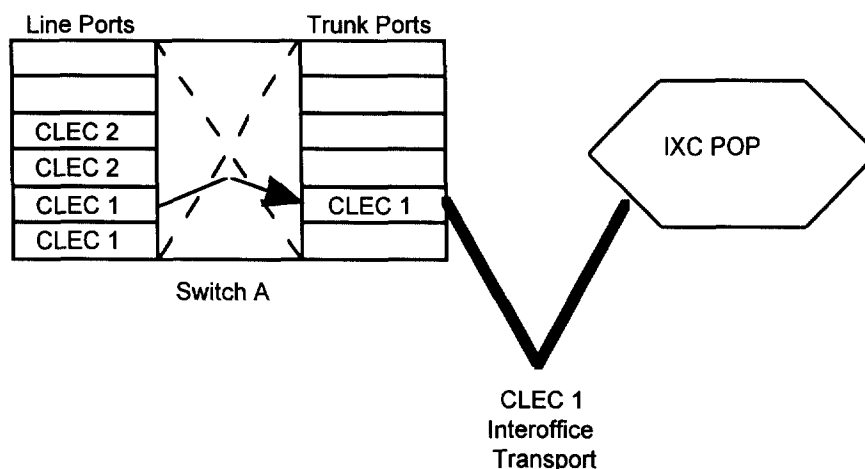 Line Ports
Trunk Ports
CLEC 2
CLEC 2
CLEC 1
CLEC 1
CLEC 1
Switch A
IXC POP
CLEC 1
Interoffice
Transport